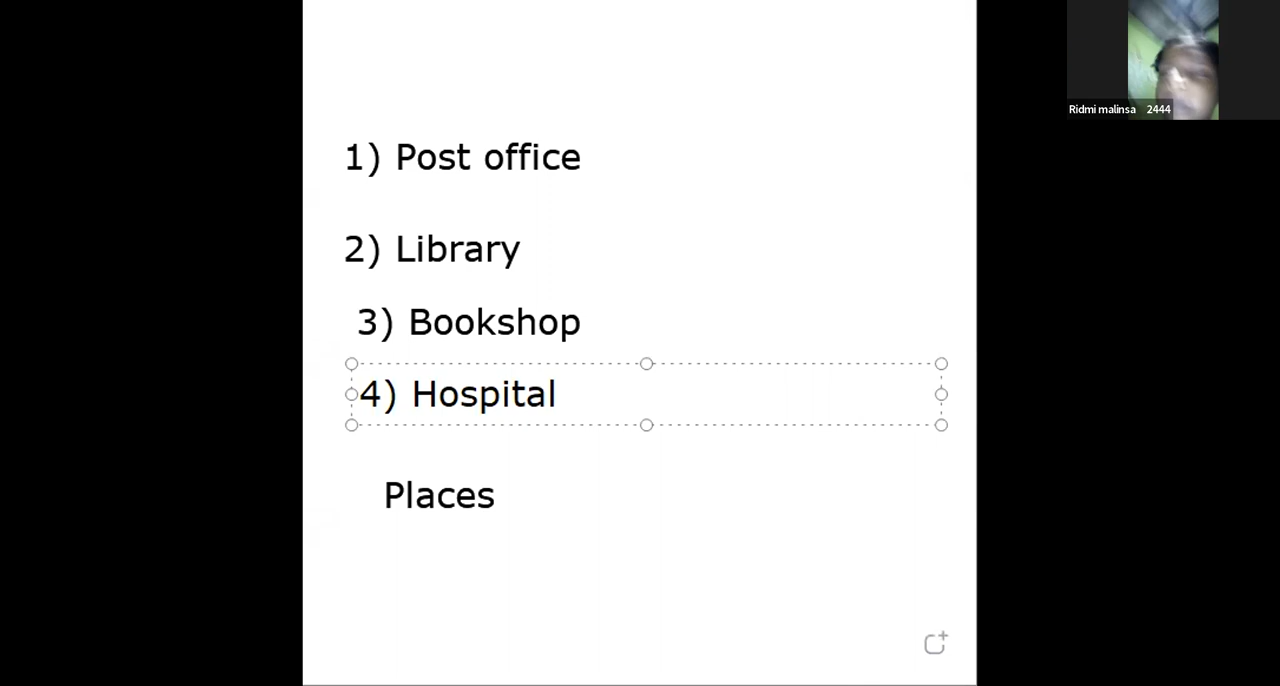 1) Post office
2) Library
3) Bookshop
4) Hospital
Places
Ridmi malinsa 2444